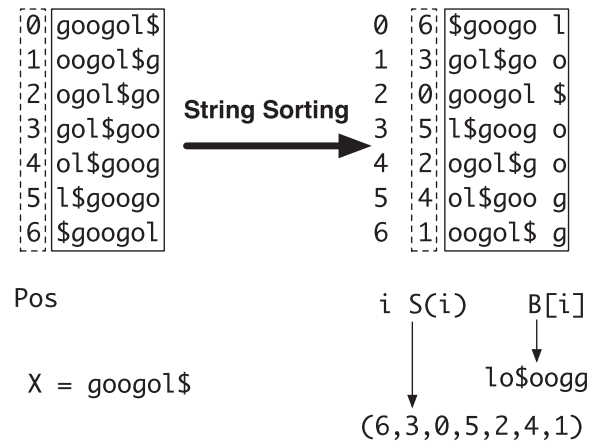 0 googol$ 0 6 $googo l
1 oogol$g 1 3 gol$go o
2 ogol$go 2 0 googol $
String Sorting
3 gol$goo 3 5 l$goog o
4 ol$goog 4 2 ogol$g o
5 l$googo 5 4 ol$goo g
6 $googol 6 1 oogol$ g
Pos i S(i) B[i]
X = googol$ lo$oogg
(6,3,0,5,2,4,1)